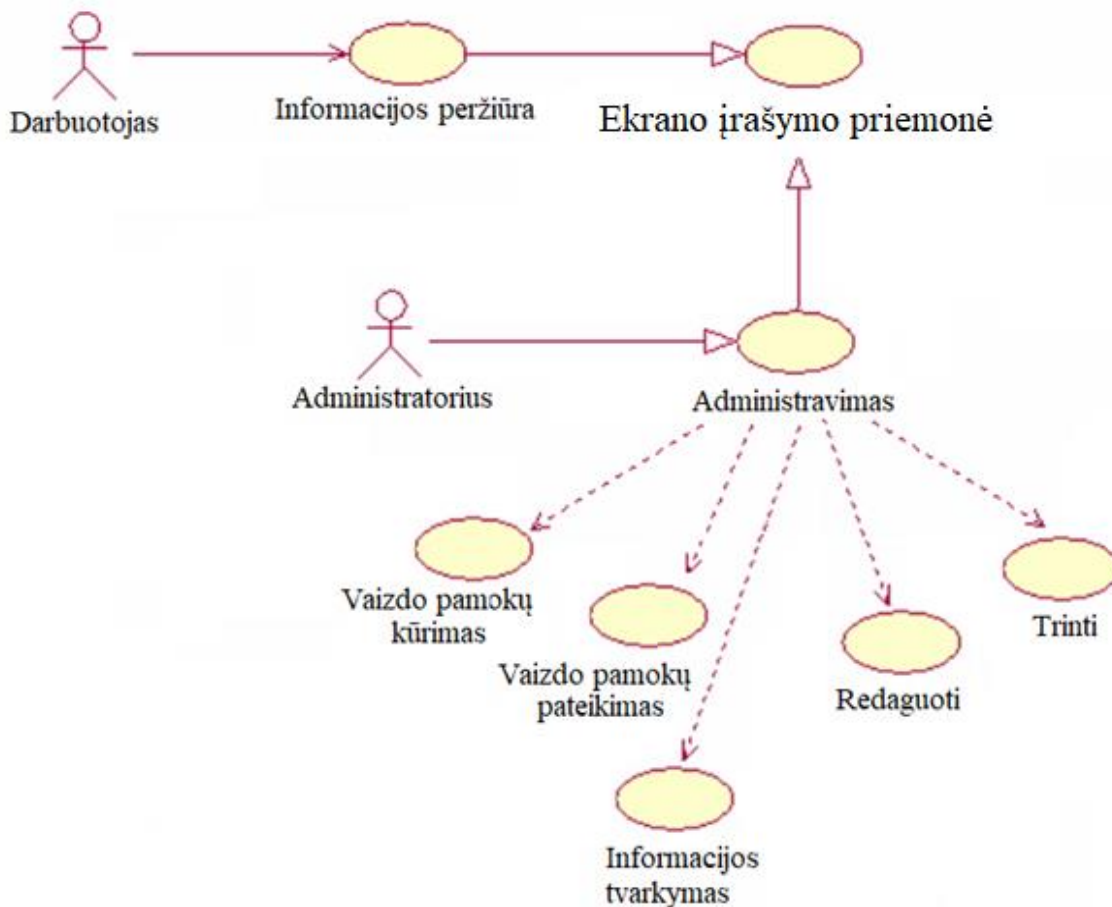 Darbuotojas
Informacijos peržiūra
Ekrano įrašymo priemonė
Administratorius
Administravimas
Vaizdo pamokų
kūrimas
Vaizdo pamokų
pateikimas
Redaguoti
Trinti
Informacijos
tvarkymas